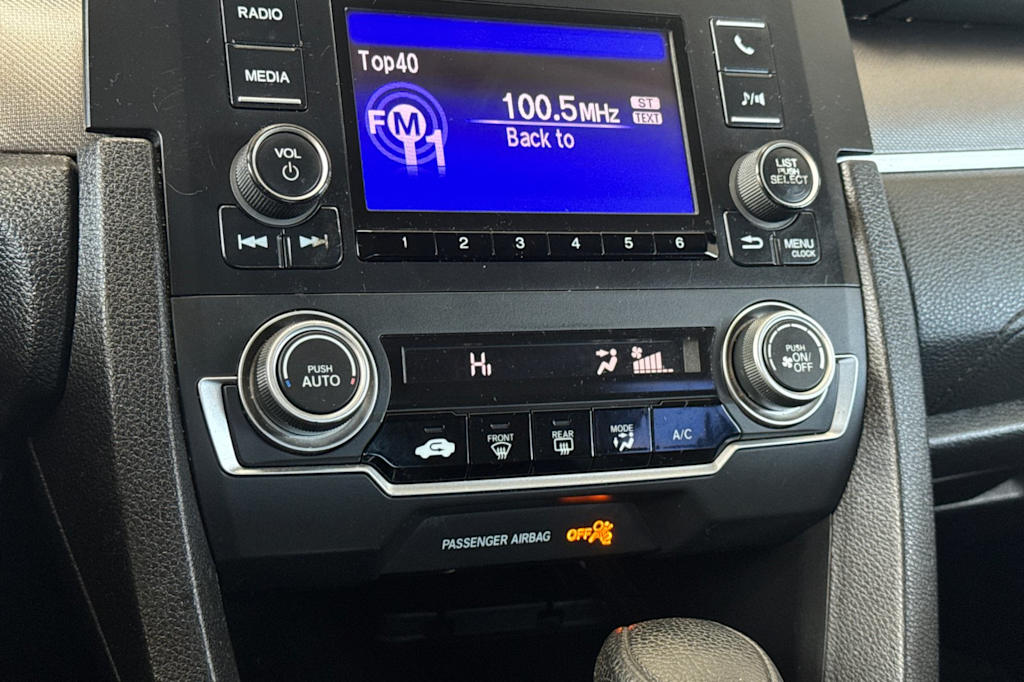 RADIO
MEDIA
VOL
Top40
FM1
100.5MHz
ST
TEXT
Back to
LIST
PUSH
SELECT
1 2 3 4 5 6
MENU
CLOCK
PUSH
AUTO
Hi
PUSH
ON/
OFF
FRONT
REAR
MODE
A/C
PASSENGER AIRBAG
OFF
2